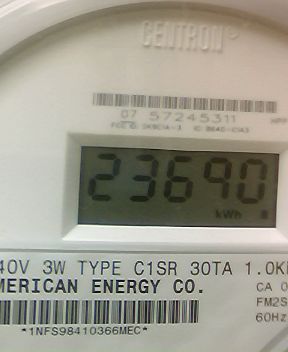 CENTRON
07 57245311
23690
kWh
40V 3W TYPE C1SR 30TA 1.0K
MERICAN ENERGY CO.
CA 0
FM2S
60Hz
*1NFS98410366MEC*